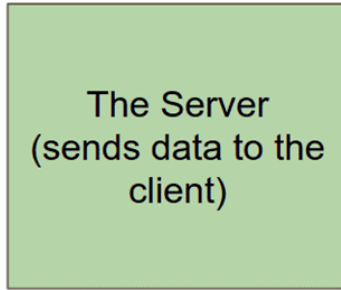 The Server
(sends data to the
client)